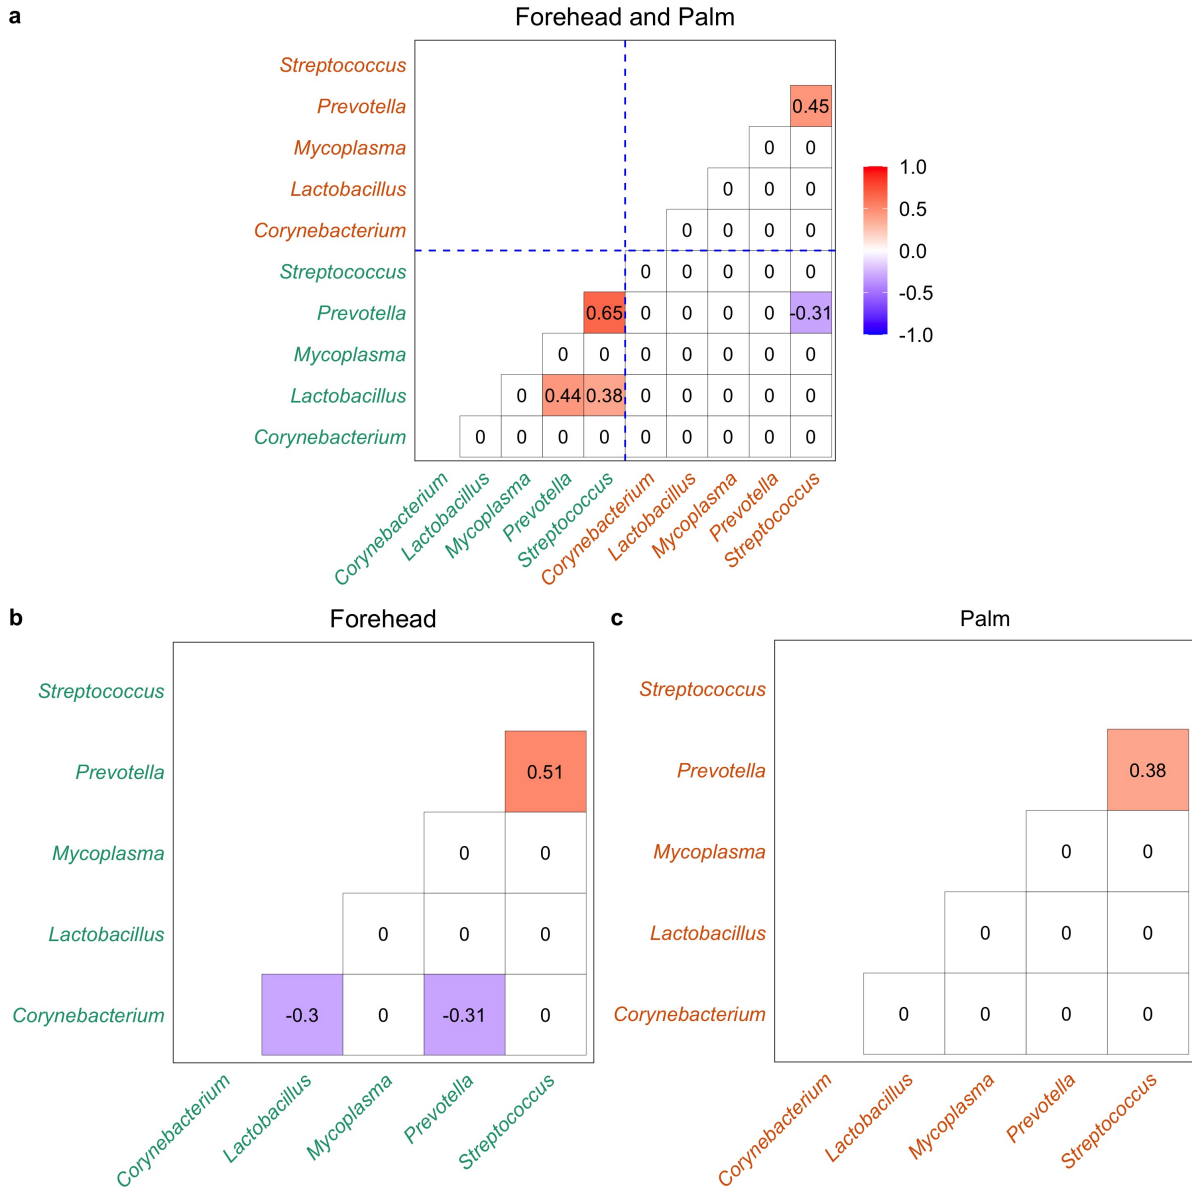 a
Forehead and Palm
Streptococcus
Prevotella 0.45
Mycoplasma 0 0
Lactobacillus 0 0 0
Corynebacterium 0 0 0 0
Streptococcus 0 0 0 0 0
Prevotella 0.65 0 0 0 0 -0.31
Mycoplasma 0 0 0 0 0 0 0
Lactobacillus 0 0.44 0.38 0 0 0 0 0
Corynebacterium 0 0 0 0 0 0 0 0 0
Corynebacterium
Lactobacillus
Mycoplasma
Prevotella
Streptococcus
Corynebacterium
Lactobacillus
Mycoplasma
Prevotella
Streptococcus
1.0
0.5
0.0
-0.5
-1.0
b
Forehead
Streptococcus
Prevotella 0.51
Mycoplasma 0 0
Lactobacillus 0 0 0
Corynebacterium -0.3 0 -0.31 0
Corynebacterium
Lactobacillus
Mycoplasma
Prevotella
Streptococcus
c
Palm
Streptococcus
Prevotella 0.38
Mycoplasma 0 0
Lactobacillus 0 0 0
Corynebacterium 0 0 0 0
Corynebacterium
Lactobacillus
Mycoplasma
Prevotella
Streptococcus